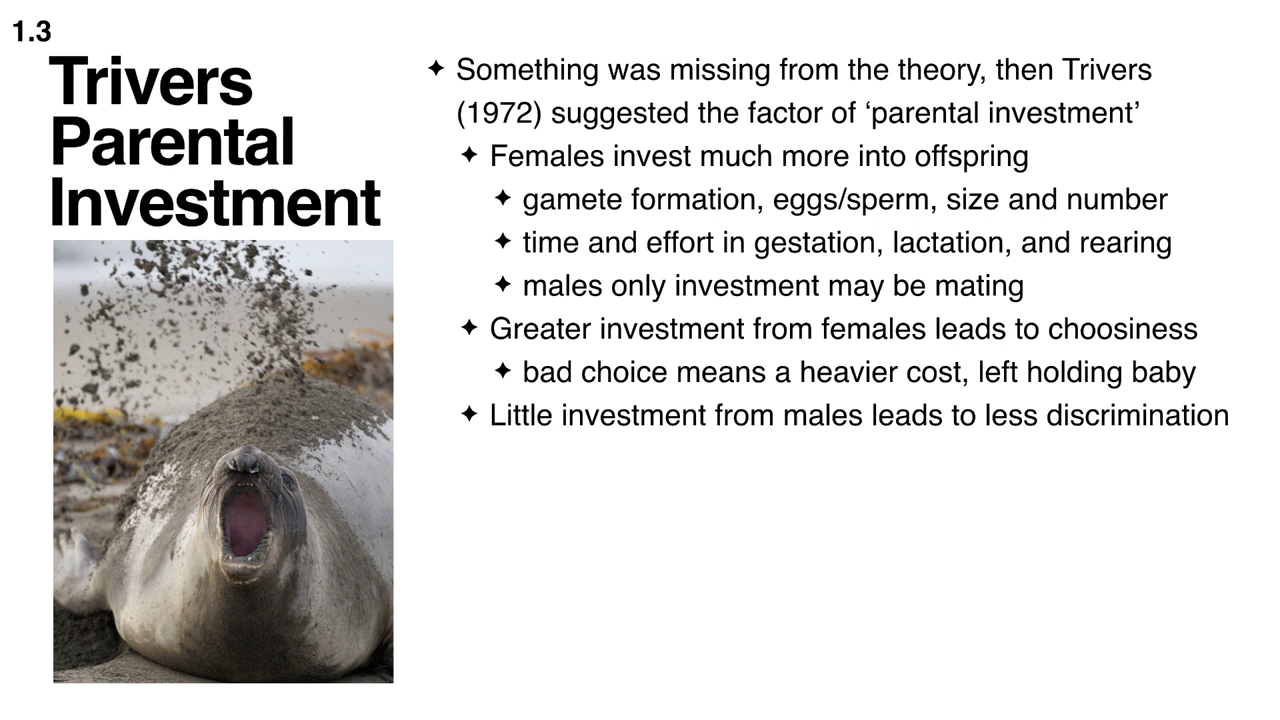 1.3
Trivers
Parental
Investment
✦ Something was missing from the theory, then Trivers
(1972) suggested the factor of ‘parental investment’
✦ Females invest much more into offspring
✦ gamete formation, eggs/sperm, size and number
✦ time and effort in gestation, lactation, and rearing
✦ males only investment may be mating
✦ Greater investment from females leads to choosiness
✦ bad choice means a heavier cost, left holding baby
✦ Little investment from males leads to less discrimination